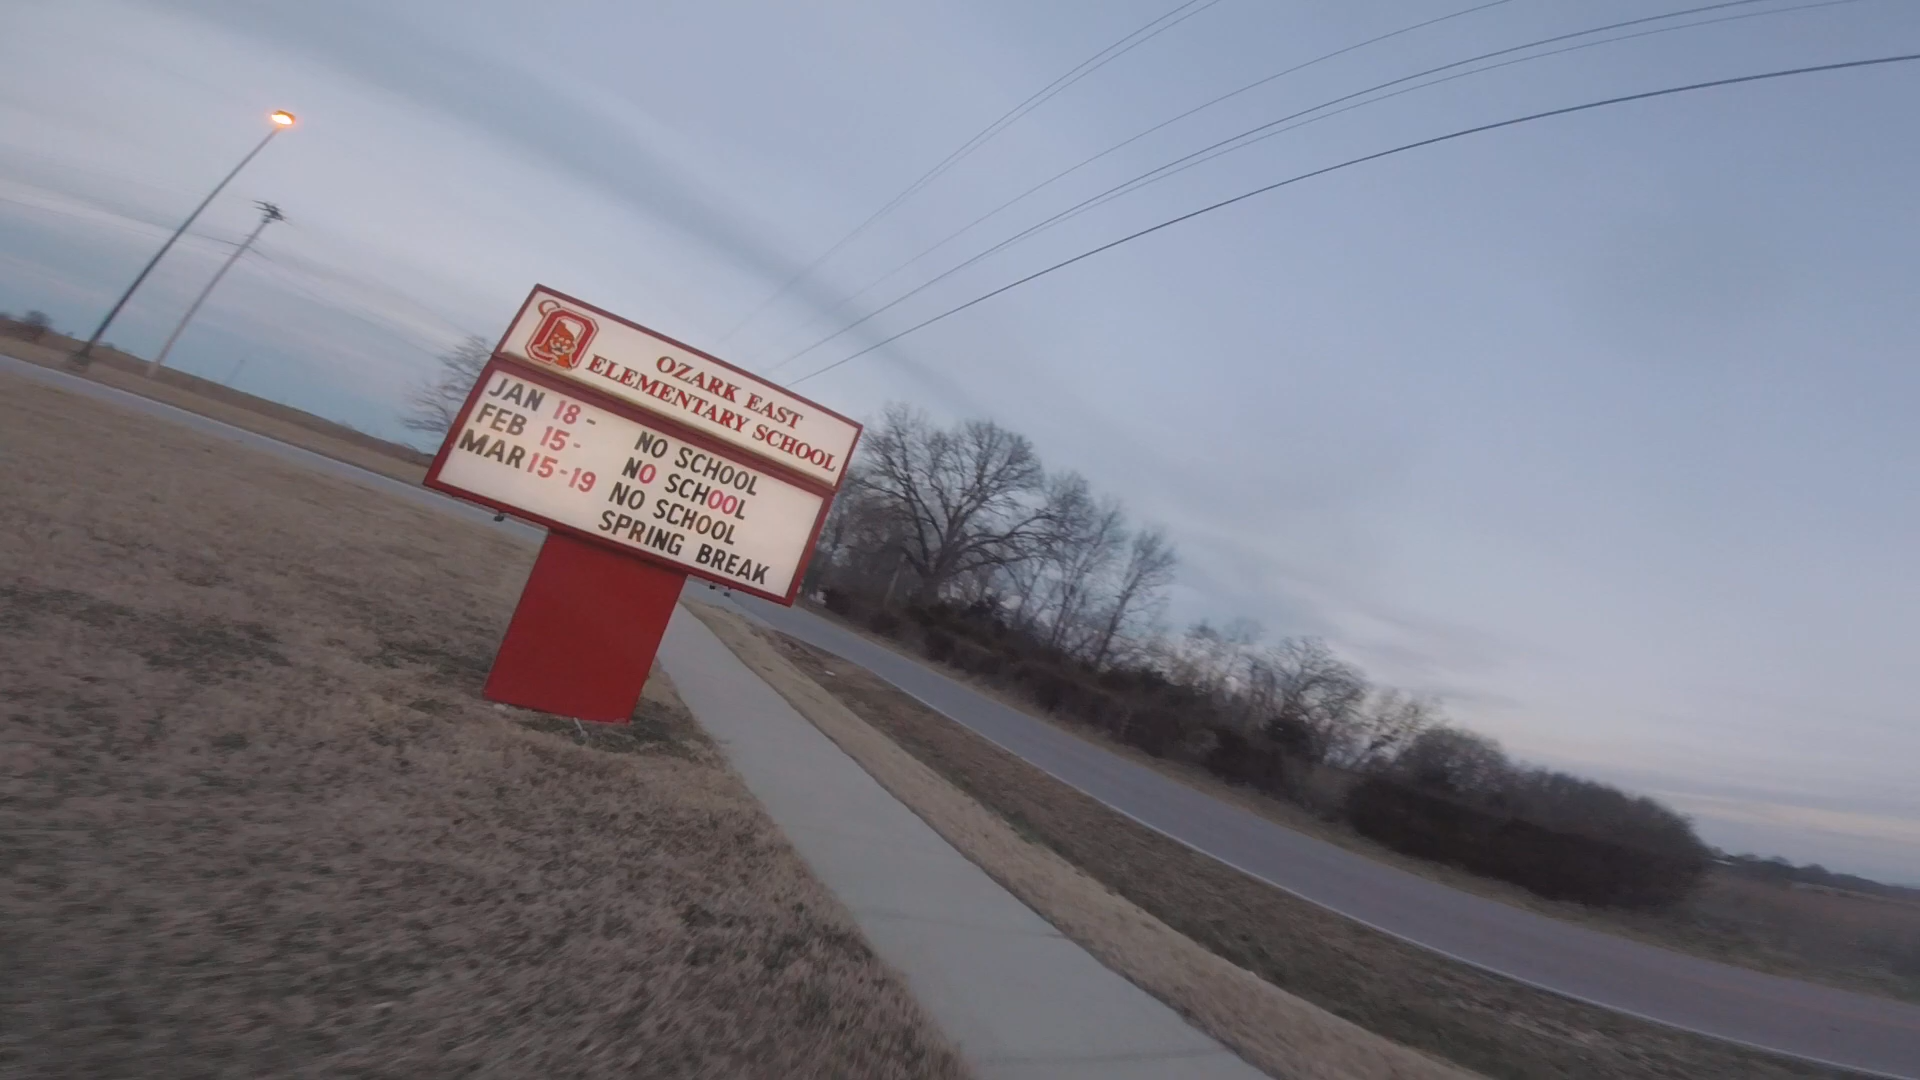 OZARK EAST
ELEMENTARY SCHOOL
JAN 18 - NO SCHOOL
FEB 15 - NO SCHOOL
MAR 15-19 NO SCHOOL
SPRING BREAK